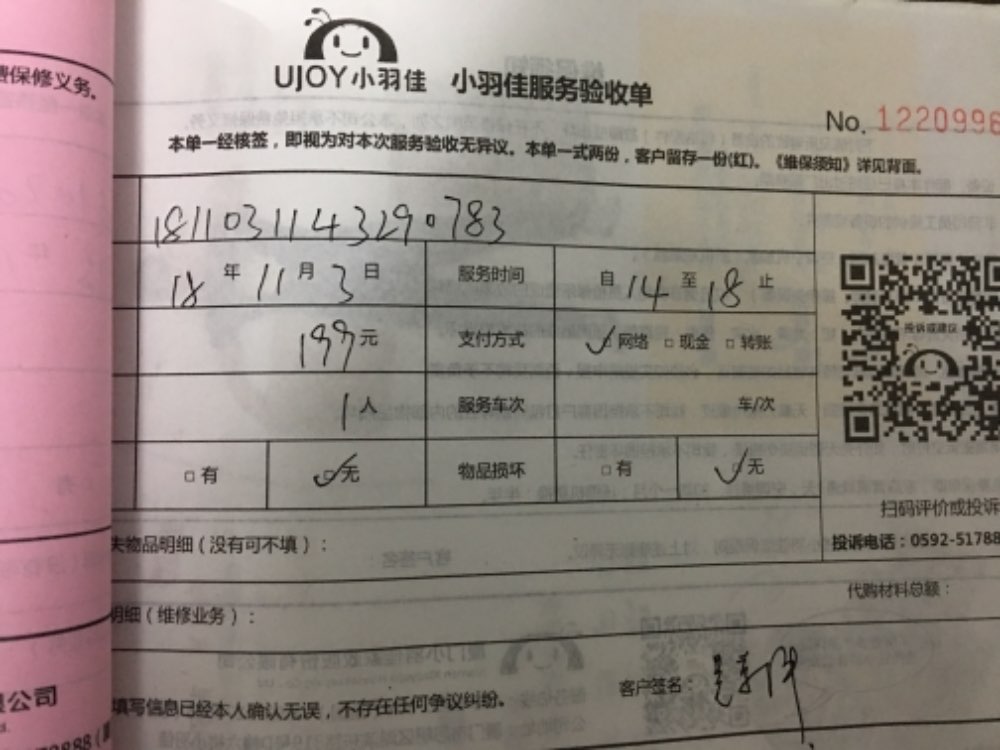 费保修义务。
UJOY小羽佳 小羽佳服务验收单
No. 1220996
本单一经核签，即视为对本次服务验收无异议。本单一式两份，客户留存一份(红)。《维保须知》详见背面。
1811031143290783
18 年 11 月 3 日 服务时间 自 14 至 18 止
199 元 支付方式 ☑网络 □现金 □转账
投诉或建议
1 人 服务车次 车/次
□有 ☑无 物品损坏 □有 ☑无
扫码评价或投诉
失物品明细（没有可不填）：
投诉电话：0592-51788
代购材料总额：
明细（维修业务）：
客户签名：
填写信息已经本人确认无误，不存在任何争议纠纷。
限公司